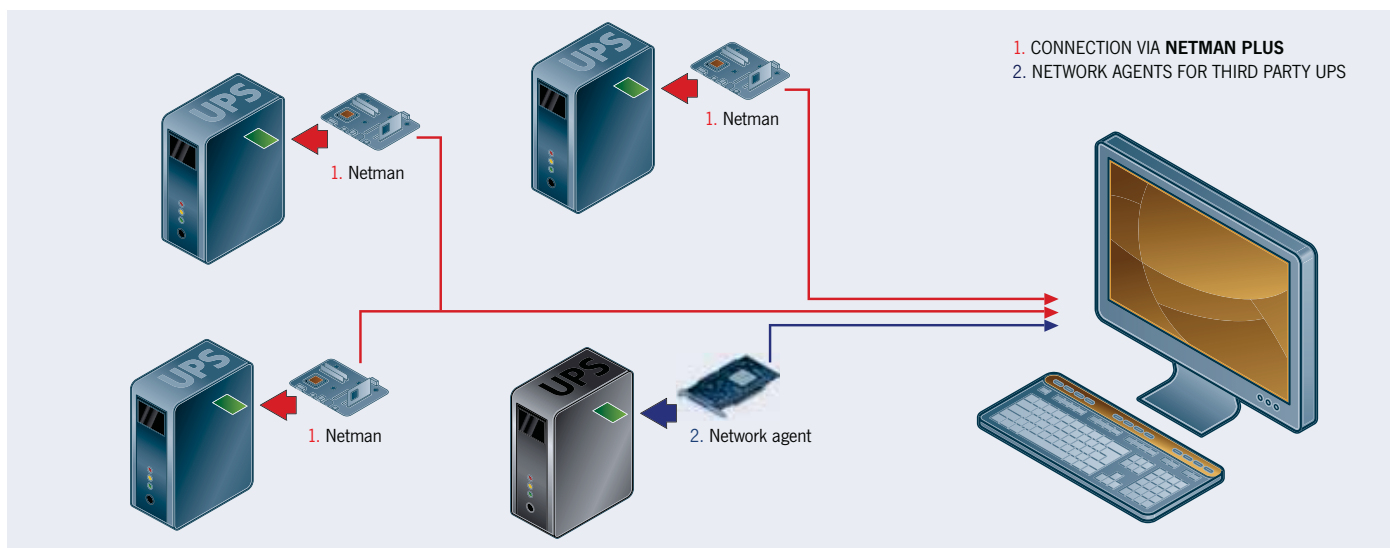 UPS
UPS
1. CONNECTION VIA NETMAN PLUS
2. NETWORK AGENTS FOR THIRD PARTY UPS
1. Netman
1. Netman
UPS
UPS
1. Netman
2. Network agent